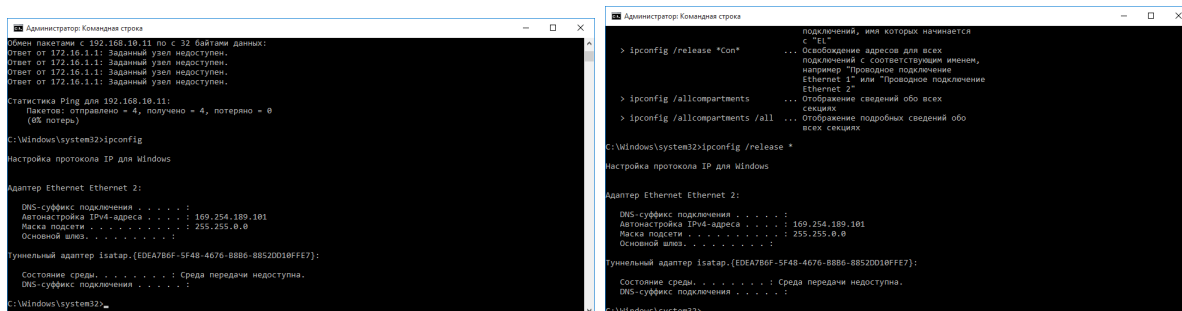 Администратор: Командная строка
Обмен пакетами с 192.168.10.11 по с 32 байтами данных:
Ответ от 172.16.1.1: Заданный узел недоступен.
Ответ от 172.16.1.1: Заданный узел недоступен.
Ответ от 172.16.1.1: Заданный узел недоступен.
Ответ от 172.16.1.1: Заданный узел недоступен.
Статистика Ping для 192.168.10.11:
Пакетов: отправлено = 4, получено = 4, потеряно = 0
(0% потерь)
C:\Windows\system32>ipconfig
Настройка протокола IP для Windows
Адаптер Ethernet Ethernet 2:
DNS-суффикс подключения . . . . . :
Автонастройка IPv4-адреса . . . . : 169.254.189.101
Маска подсети . . . . . . . . . . : 255.255.0.0
Основной шлюз. . . . . . . . . :
Туннельный адаптер isatap.{EDEA7B6F-5F48-4676-B8B6-8852DD10FFE7}:
Состояние среды. . . . . . . . : Среда передачи недоступна.
DNS-суффикс подключения . . . . . :
C:\Windows\system32>
Администратор: Командная строка
подключений, имя которых начинается
с "EL"
> ipconfig /release *Con* ... Освобождение адресов для всех
подключений с соответствующим именем,
например "Проводное подключение
Ethernet 1" или "Проводное подключение
Ethernet 2"
> ipconfig /allcompartments ... Отображение сведений обо всех
секциях
> ipconfig /allcompartments /all ... Отображение подробных сведений обо
всех секциях
C:\Windows\system32>ipconfig /release *
Настройка протокола IP для Windows
Адаптер Ethernet Ethernet 2:
DNS-суффикс подключения . . . . . :
Автонастройка IPv4-адреса . . . . : 169.254.189.101
Маска подсети . . . . . . . . . . : 255.255.0.0
Основной шлюз. . . . . . . . . :
Туннельный адаптер isatap.{EDEA7B6F-5F48-4676-B8B6-8852DD10FFE7}:
Состояние среды. . . . . . . . : Среда передачи недоступна.
DNS-суффикс подключения . . . . . :
C:\Windows\system32>